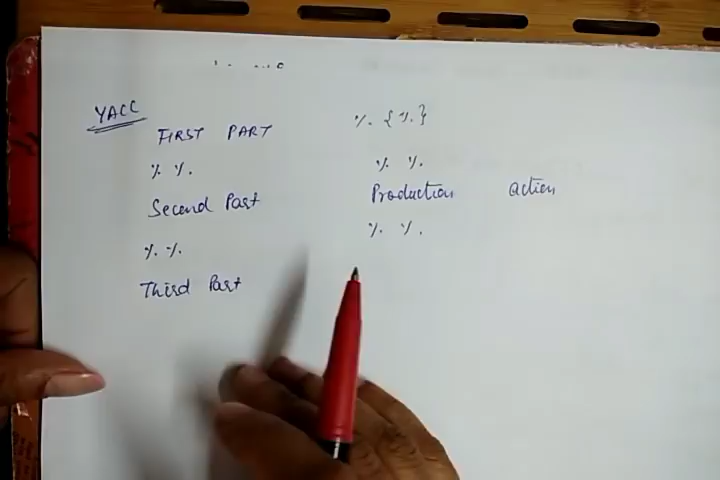 YACC
FIRST PART
%%
Second Part
%%
Third Part
%{%}
%%
Production action
%%